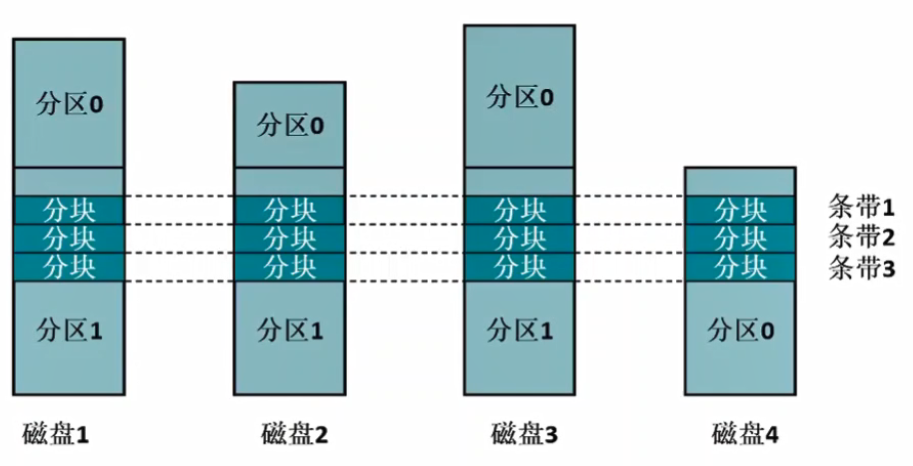 分区0
分区0
分区0
分块 分块 分块 分块 条带1
分块 分块 分块 分块 条带2
分块 分块 分块 分块 条带3
分区1 分区1 分区1 分区0
磁盘1 磁盘2 磁盘3 磁盘4